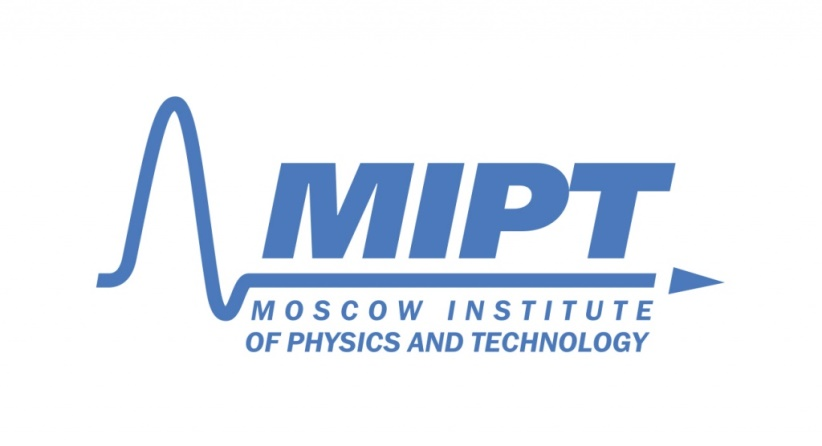 MIPT
MOSCOW INSTITUTE
OF PHYSICS AND TECHNOLOGY